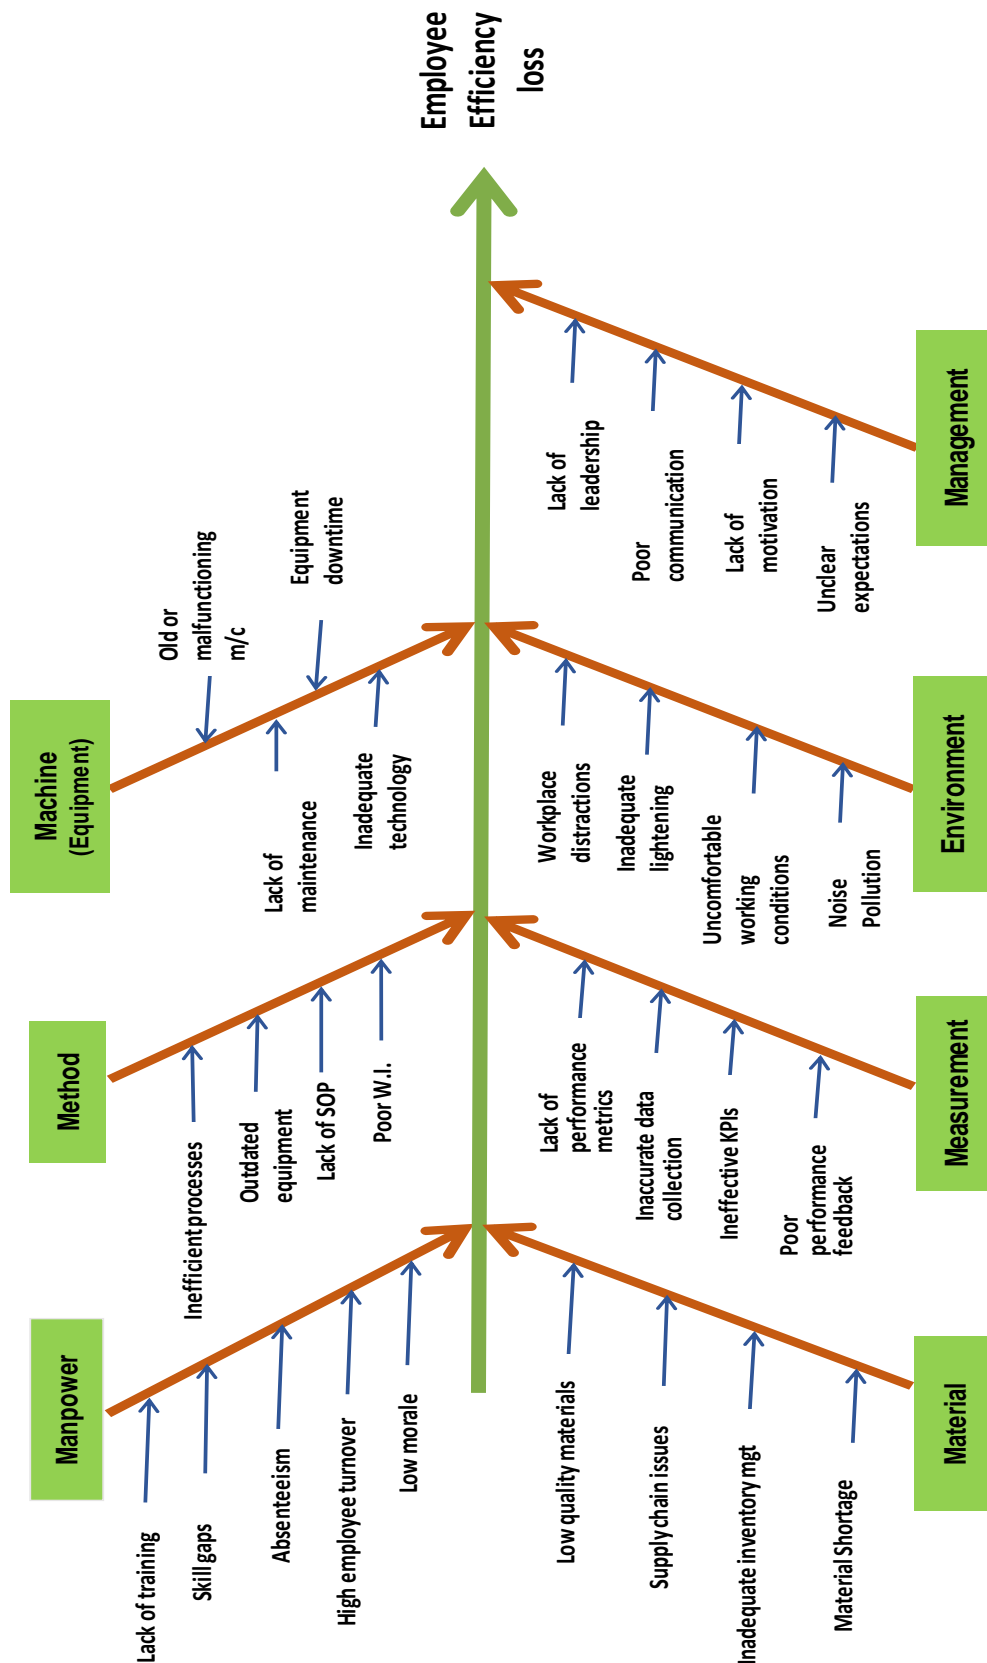 Manpower
Lack of training
Skill gaps
Absenteeism
High employee turnover
Low morale
Method
Inefficient processes
Outdated
equipment
Lack of SOP
Poor W.I.
Machine
(Equipment)
Old or
malfunctioning
m/c
Lack of
maintenance
Equipment
downtime
Inadequate
technology
Employee
Efficiency
loss
Low quality materials
Supply chain issues
Inadequate inventory mgt
Material Shortage
Material
Lack of
performance
metrics
Inaccurate data
collection
Ineffective KPIs
Poor
performance
feedback
Measurement
Workplace
distractions
Inadequate
lightening
Uncomfortable
working
conditions
Noise
Pollution
Environment
Lack of
leadership
Poor
communication
Lack of
motivation
Unclear
expectations
Management